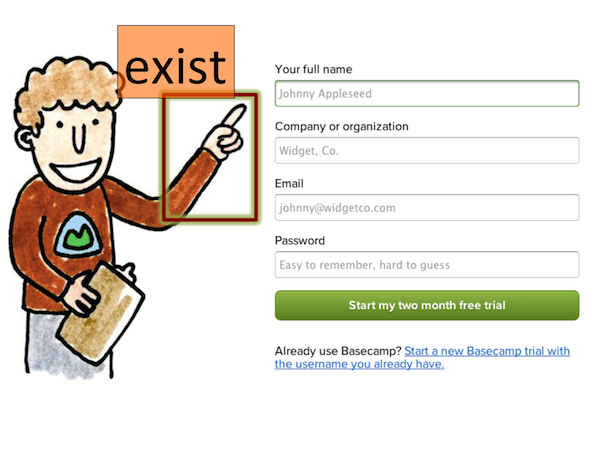 exist
Your full name
Johnny Appleseed
Company or organization
Widget, Co.
Email
johnny@widgetco.com
Password
Easy to remember, hard to guess
Start my two month free trial
Already use Basecamp? Start a new Basecamp trial with
the username you already have.